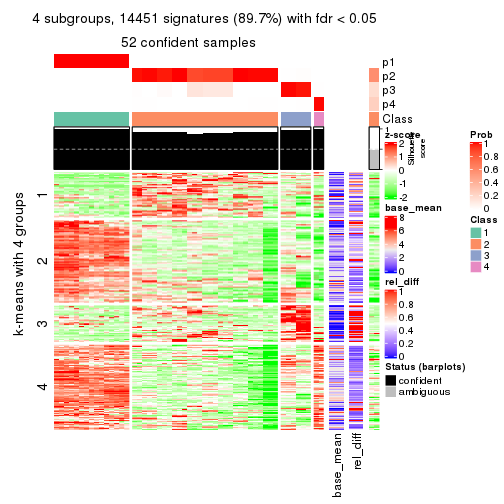 4 subgroups, 14451 signatures (89.7%) with fdr < 0.05
52 confident samples
p1
p2
p3
p4
Class
1
Silhouette
score
k-means with 4 groups
1
2
3
4
base_mean
rel_diff
z-score
2
1
0
-1
-2
base_mean
8
6
4
2
0
rel_diff
1
0.8
0.6
0.4
0.2
0
Status (barplots)
confident
ambiguous
Prob
1
0.8
0.6
0.4
0.2
0
Class
1
2
3
4